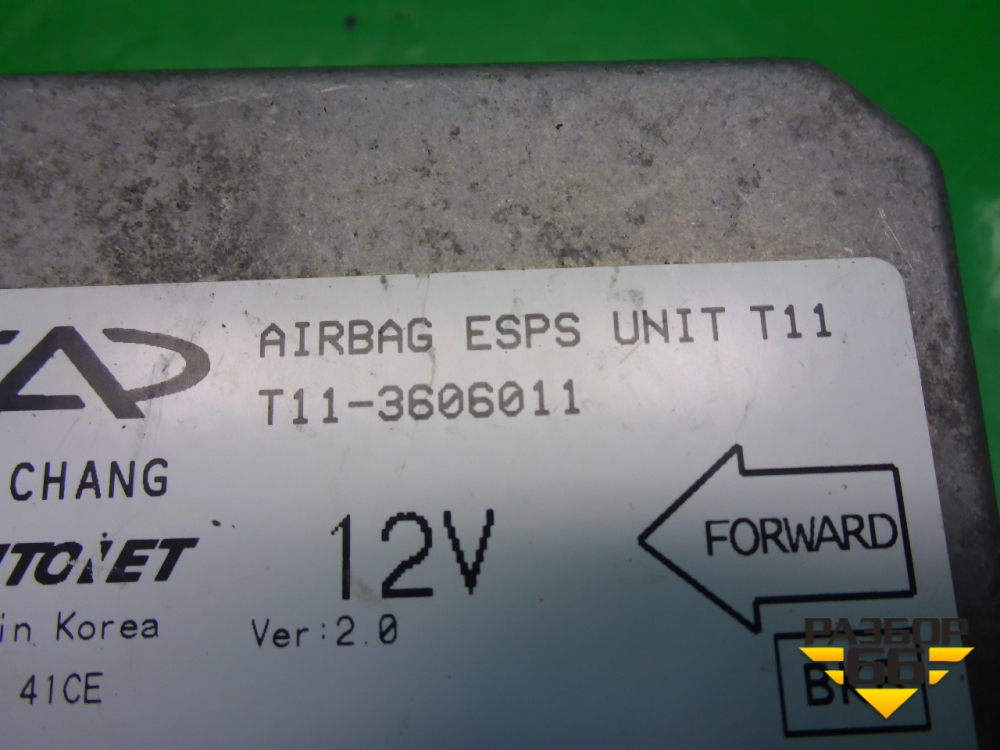 AIRBAG ESPS UNIT T11
T11-3606011
CHANG
FORWARD
12V
in Korea
Ver:2.0
41CE
РАЗБОР
66